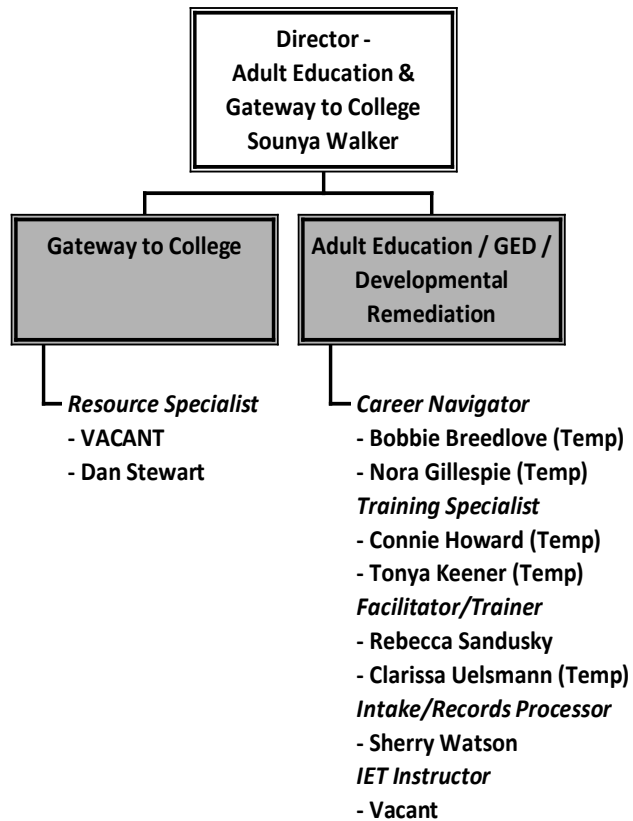 Director -
Adult Education &
Gateway to College
Sounya Walker
Gateway to College
Adult Education / GED /
Developmental
Remediation
Resource Specialist
- VACANT
- Dan Stewart
Career Navigator
- Bobbie Breedlove (Temp)
- Nora Gillespie (Temp)
Training Specialist
- Connie Howard (Temp)
- Tonya Keener (Temp)
Facilitator/Trainer
- Rebecca Sandusky
- Clarissa Uelsmann (Temp)
Intake/Records Processor
- Sherry Watson
IET Instructor
- Vacant